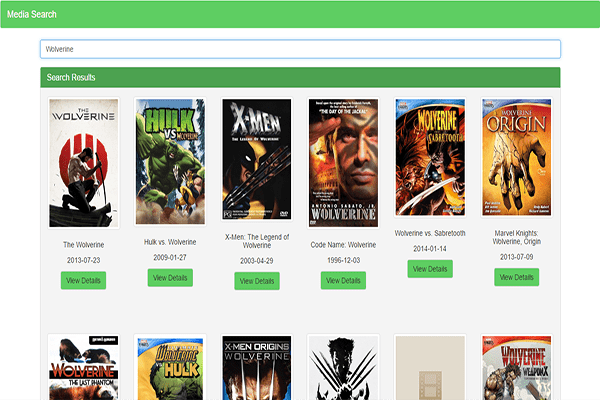 Media Search
Wolverine
Search Results
THE
WOLVERINE
HULK
VS WOLVERINE
X-MEN
THE LEGEND OF WOLVERINE
PG
DVD
"THE DAY OF THE JACKAL"
ANTONIO SABATO, JR.
WOLVERINE
WOLVERINE
SABRETOOTH
WOLVERINE
ORIGIN
The Wolverine
2013-07-23
View Details
Hulk vs. Wolverine
2009-01-27
View Details
X-Men: The Legend of
Wolverine
2003-04-29
View Details
Code Name: Wolverine
1996-12-03
View Details
Wolverine vs. Sabretooth
2014-01-14
View Details
Marvel Knights:
Wolverine, Origin
2013-07-09
View Details
WOLVERINE
THE LAST PHANTOM
WOLVERINE
HULK
X-MEN ORIGINS
WOLVERINE
WOLVERINE
WEAPON X